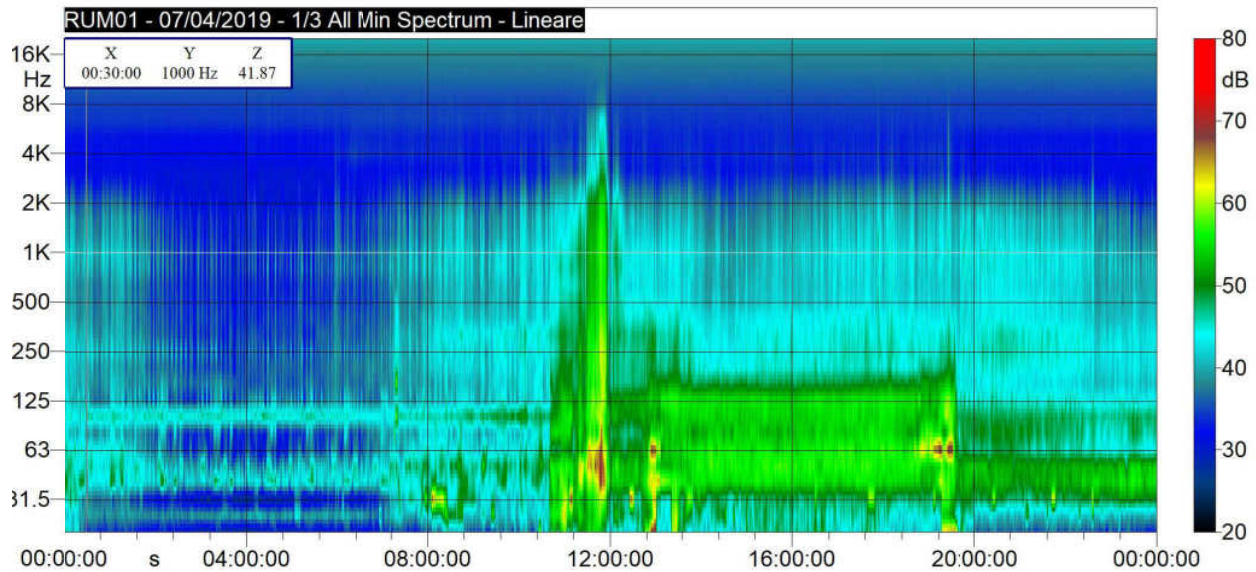 RUM01 - 07/04/2019 - 1/3 All Min Spectrum - Lineare
X Y Z
00:30:00 1000 Hz 41.87
16K
Hz
8K
4K
2K
1K
500
250
125
63
31.5
00:00:00 s 04:00:00 08:00:00 12:00:00 16:00:00 20:00:00 00:00:00
80
dB
70
60
50
40
30
20